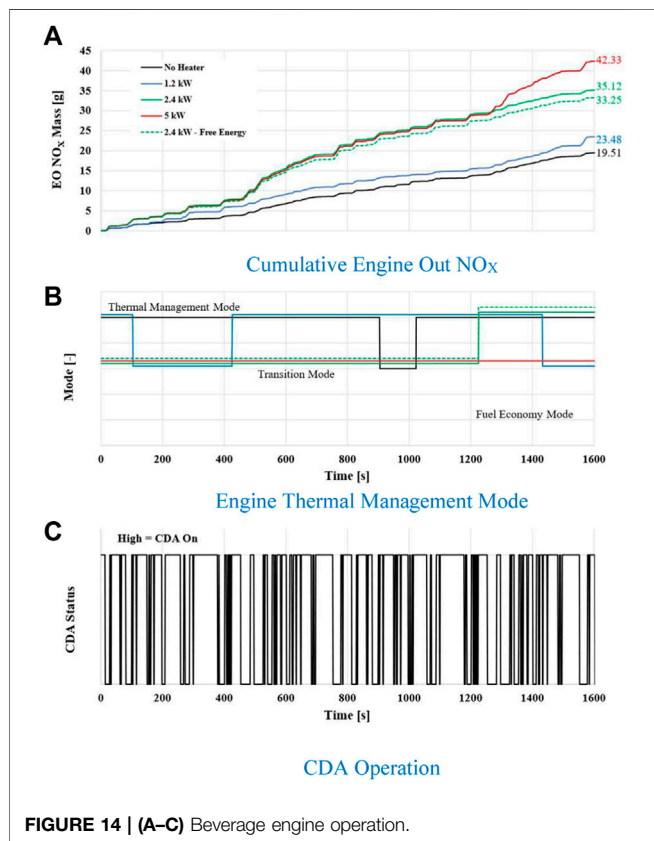 A
45
40
35
30
25
20
15
10
5
0
EO NOX Mass [g]
No Heater
1.2 kW
2.4 kW
5 kW
2.4 kW - Free Energy
42.33
35.12
33.25
23.48
19.51
Cumulative Engine Out NOX
B
Thermal Management Mode
Transition Mode
Fuel Economy Mode
Mode [-]
0 200 400 600 800 1000 1200 1400 1600
Time [s]
Engine Thermal Management Mode
C
High = CDA On
CDA Status
0 200 400 600 800 1000 1200 1400 1600
Time [s]
CDA Operation
FIGURE 14 | (A–C) Beverage engine operation.